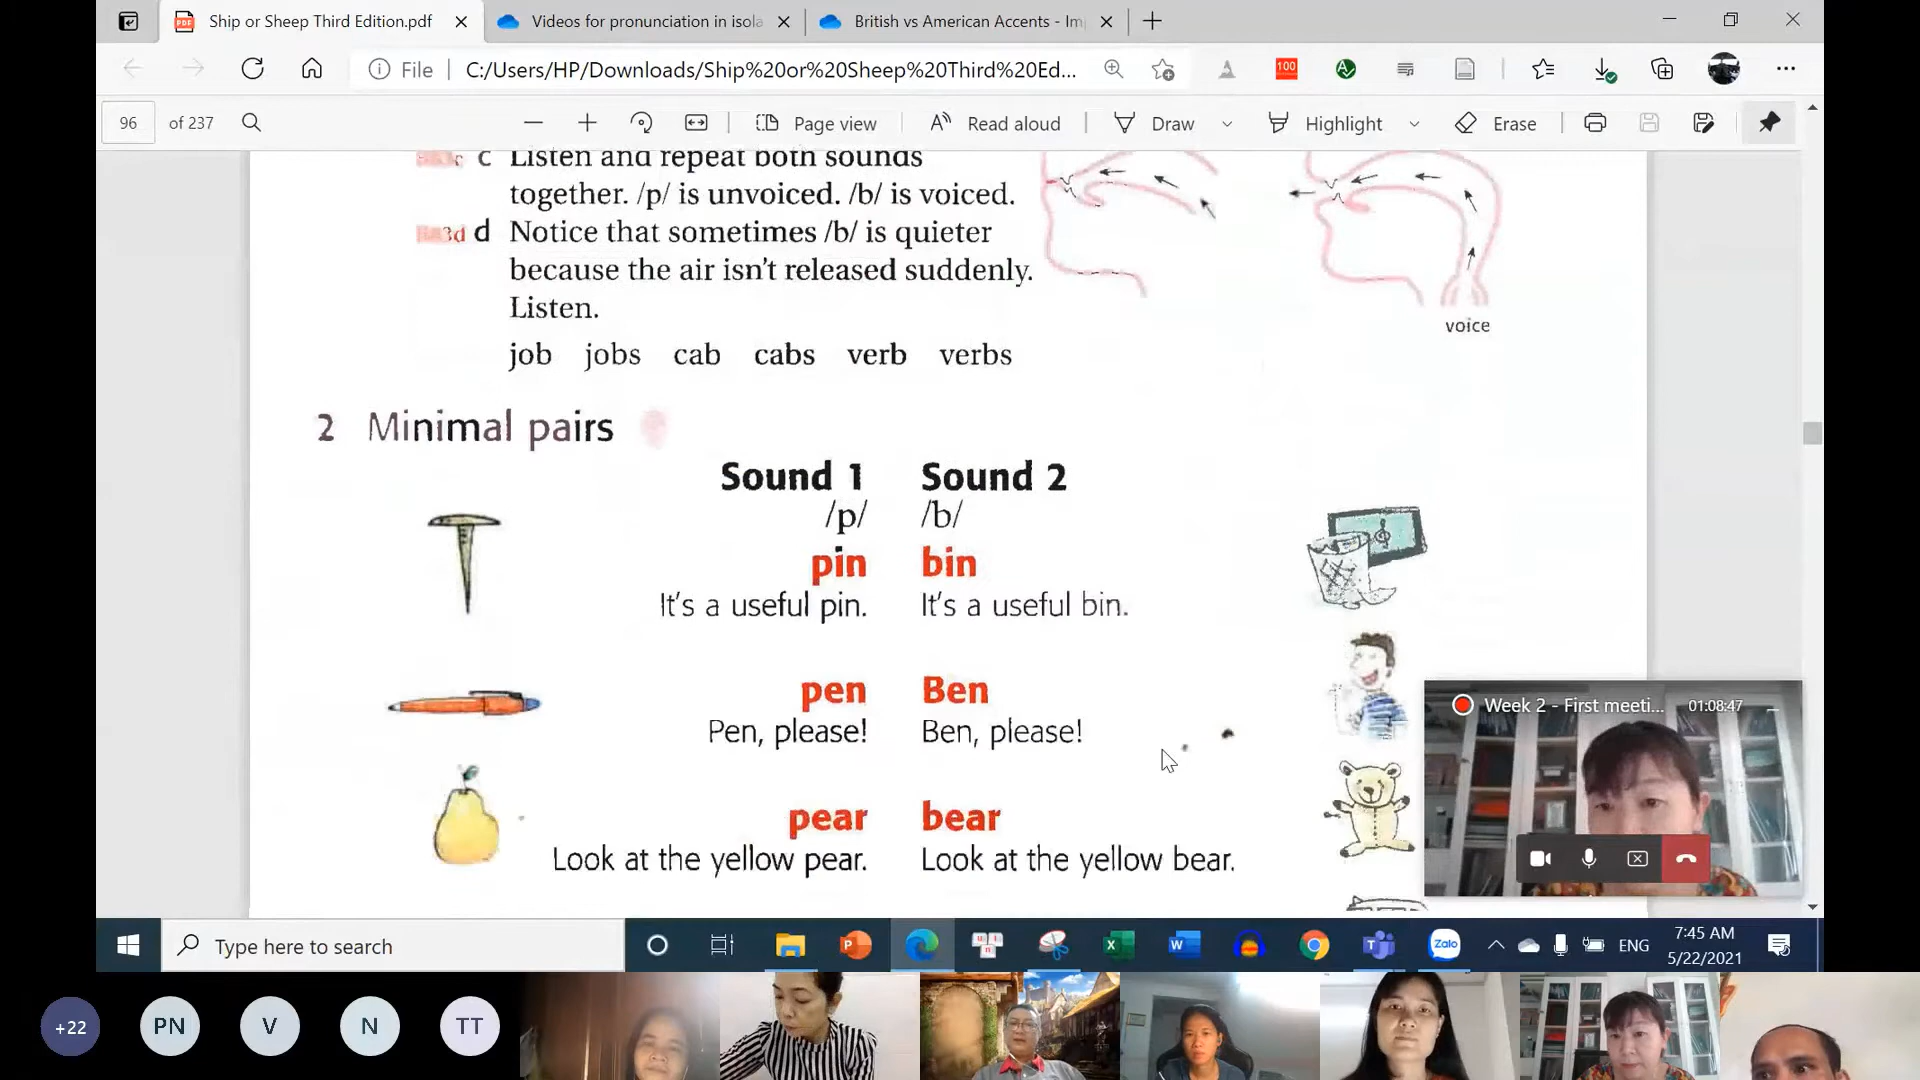 Ship or Sheep Third Edition.pdf
Videos for pronunciation in isola
British vs American Accents - Im
File
C:/Users/HP/Downloads/Ship%20or%20Sheep%20Third%20Ed...
100
96 of 237
Page view
Read aloud
Draw
Highlight
Erase
c Listen and repeat both sounds
together. /p/ is unvoiced. /b/ is voiced.
d Notice that sometimes /b/ is quieter
because the air isn't released suddenly.
Listen.
job jobs cab cabs verb verbs
voice
2 Minimal pairs
Sound 1 Sound 2
/p/ /b/
pin bin
It's a useful pin. It's a useful bin.
pen Ben
Pen, please! Ben, please!
pear bear
Look at the yellow pear. Look at the yellow bear.
Week 2 - First meeti... 01:08:47
Type here to search
Zalo
ENG
7:45 AM
5/22/2021
+22
PN
V
N
TT